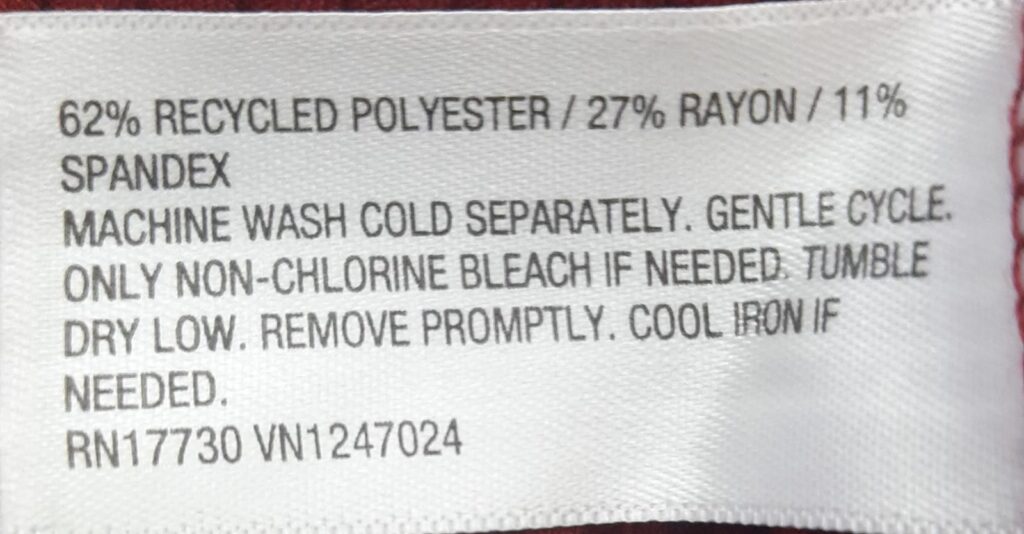 62% RECYCLED POLYESTER / 27% RAYON / 11%
SPANDEX
MACHINE WASH COLD SEPARATELY. GENTLE CYCLE.
ONLY NON-CHLORINE BLEACH IF NEEDED. TUMBLE
DRY LOW. REMOVE PROMPTLY. COOL IRON IF
NEEDED.
RN17730 VN1247024